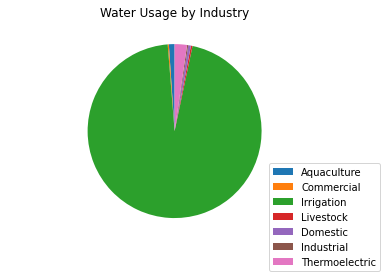 Water Usage by Industry
Aquaculture
Commercial
Irrigation
Livestock
Domestic
Industrial
Thermoelectric